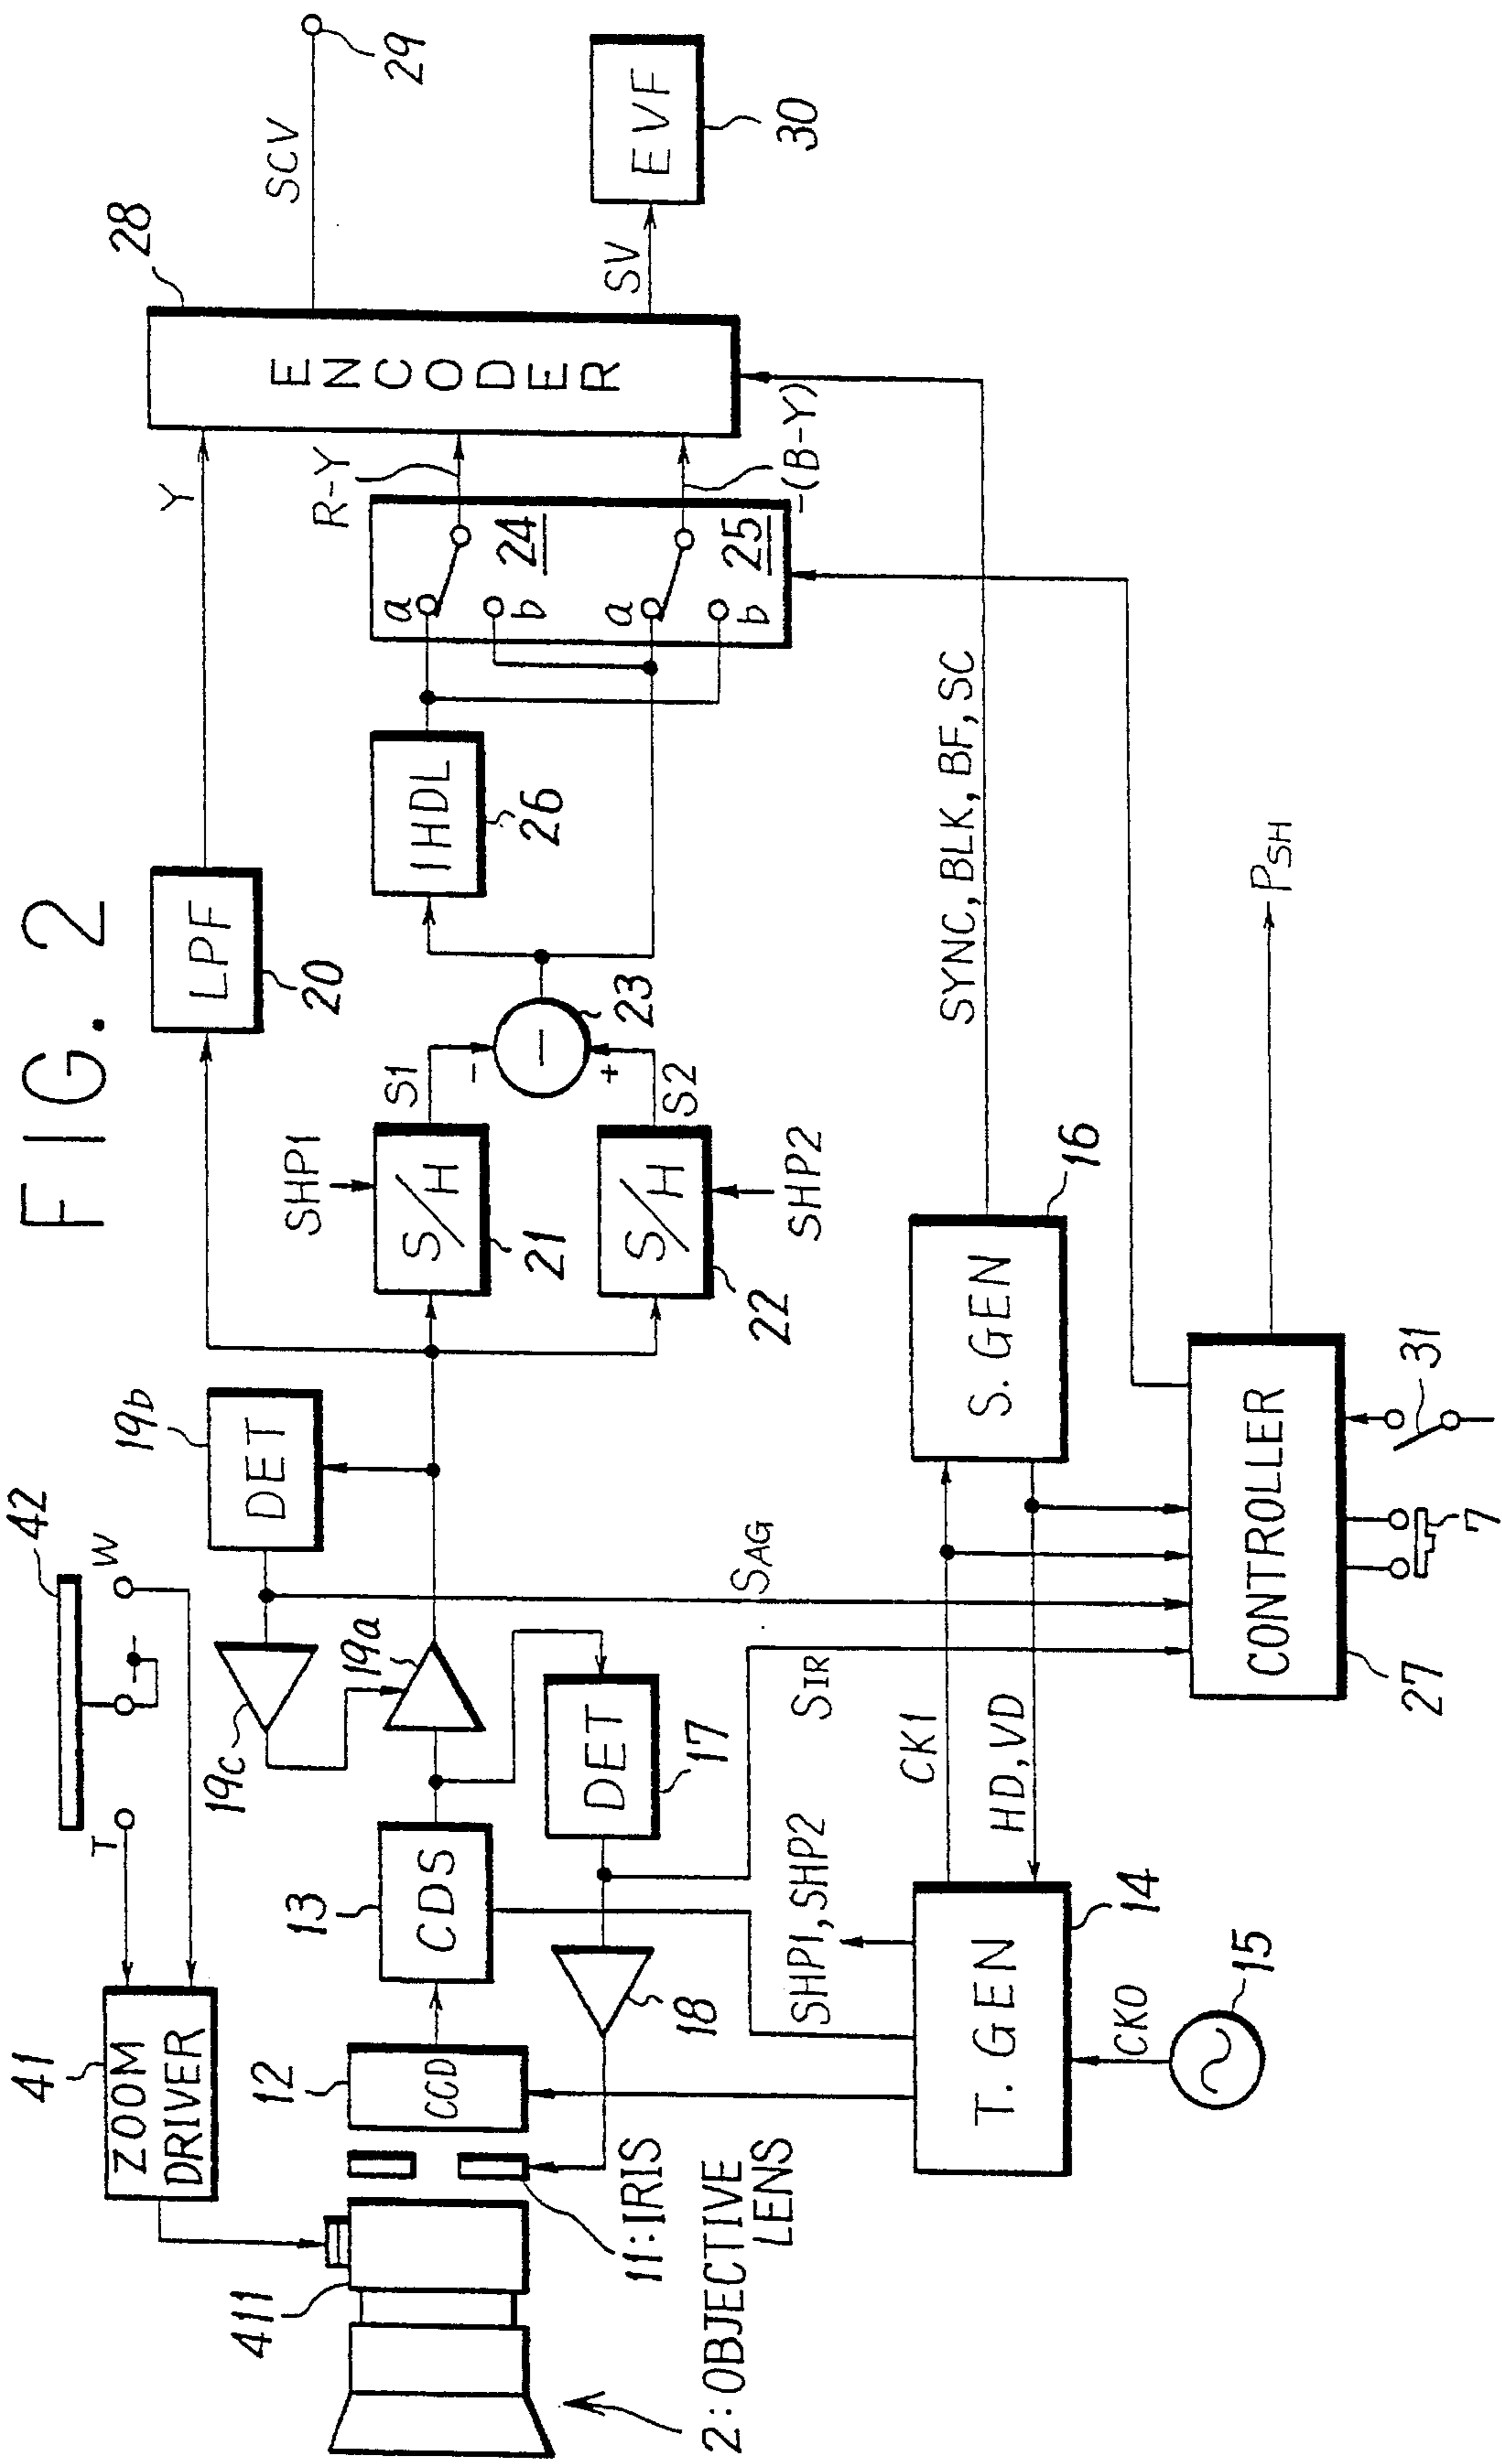 FIG. 2
41
ZOOM
DRIVER
T
42
W
411
2: OBJECTIVE
LENS
11: IRIS
12
CCD
13
CDS
19c
19a
19b
DET
18
17
DET
LPF
20
Y
SHP1
S/H
21
S1
-
S/H
22
SHP2
S2
+
−
23
1HDL
26
a
b
24
a
b
25
R-Y
-(B-Y)
28
ENCODER
SCV
29
SV
EVF
30
SHP1, SHP2
T. GEN
14
CK0
15
CK1
HD, VD
S. GEN
16
SYNC, BLK, BF, SC
SIR
SAG
CONTROLLER
27
7
31
PSH